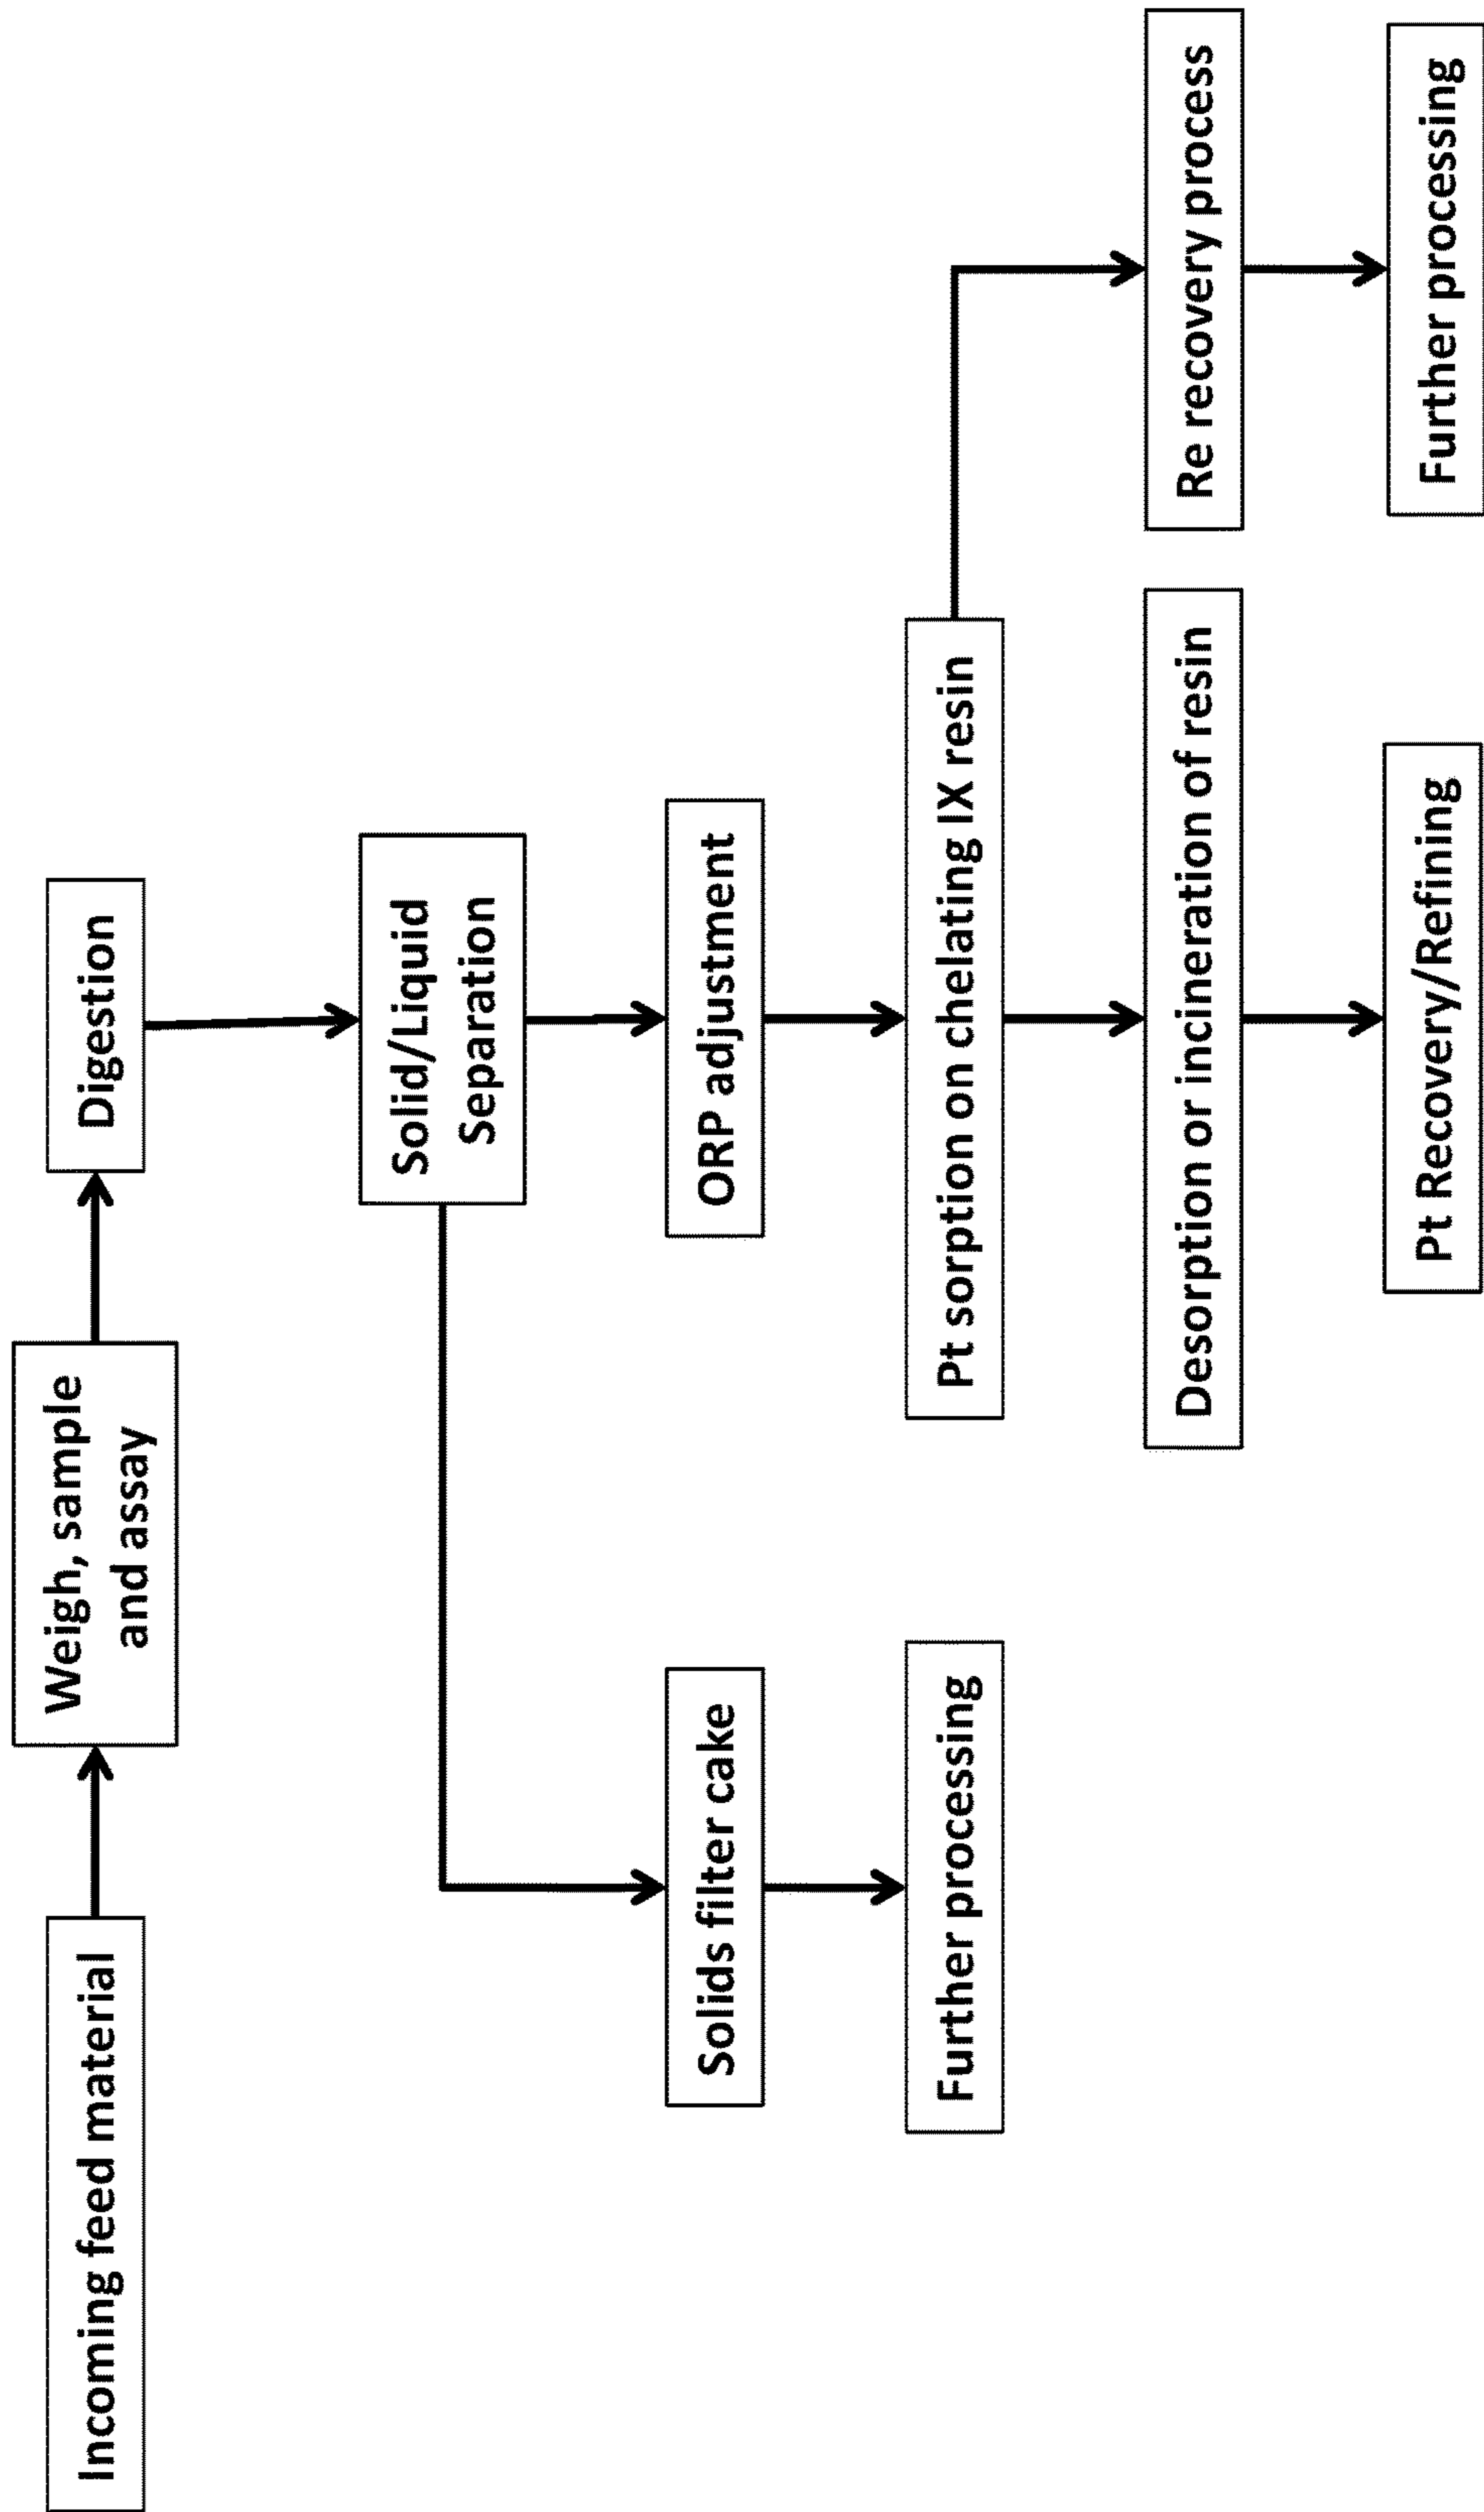 Incoming feed material
Weigh, sample
and assay
Digestion
Solid/Liquid
Separation
Solids filter cake
ORP adjustment
Further processing
Pt sorption on chelating IX resin
Desorption or incineration of resin
Re recovery process
Pt Recovery/Refining
Further processing